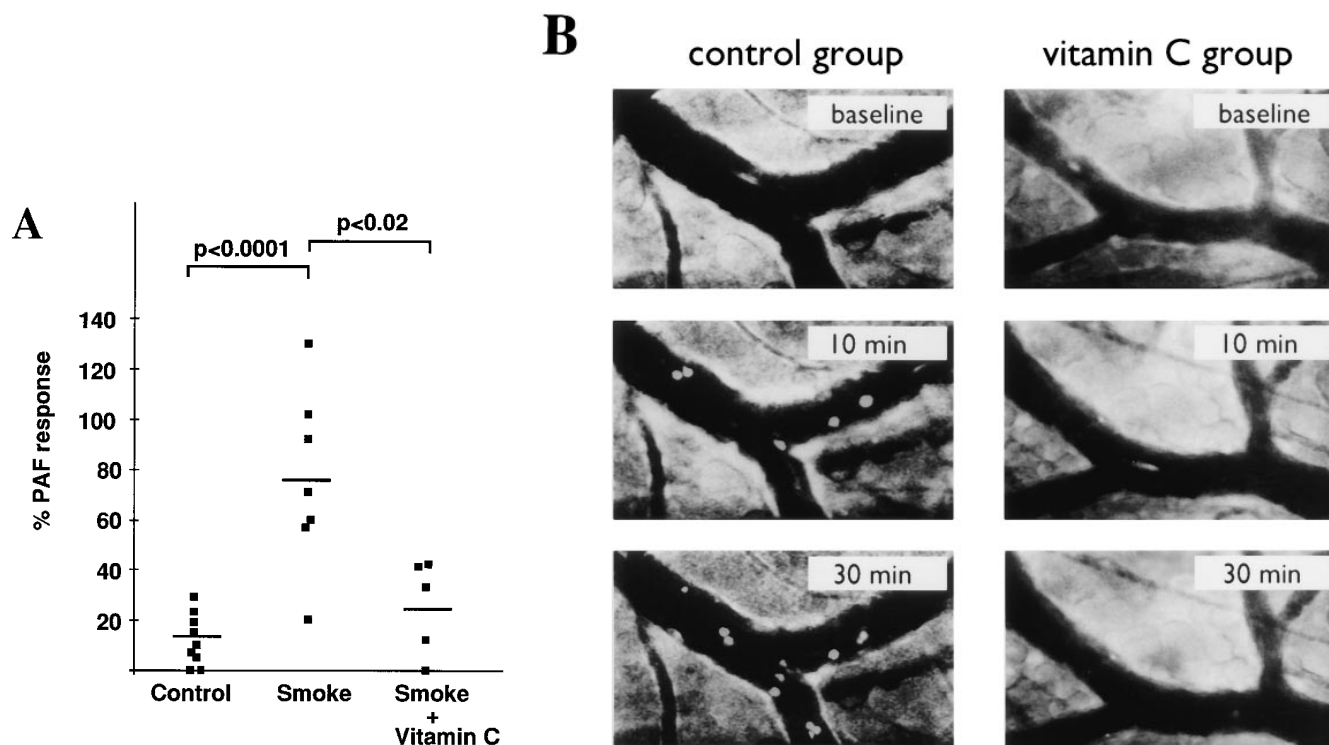 A
p<0.0001
p<0.02
% PAF response
140
120
100
80
60
40
20
Control
Smoke
Smoke
+
Vitamin C
B
control group
vitamin C group
baseline
baseline
10 min
10 min
30 min
30 min